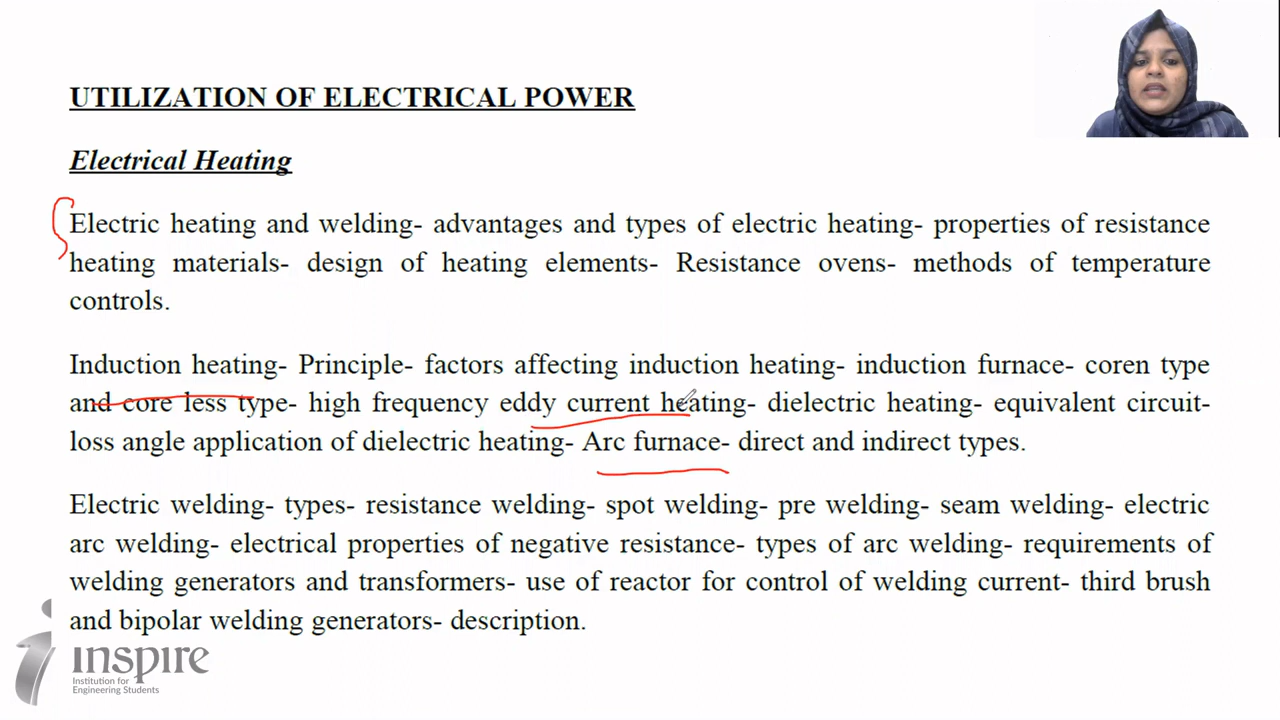 UTILIZATION OF ELECTRICAL POWER
Electrical Heating
Electric heating and welding- advantages and types of electric heating- properties of resistance
heating materials- design of heating elements- Resistance ovens- methods of temperature
controls.
Induction heating- Principle- factors affecting induction heating- induction furnace- coren type
and core less type- high frequency eddy current heating- dielectric heating- equivalent circuit-
loss angle application of dielectric heating- Arc furnace- direct and indirect types.
Electric welding- types- resistance welding- spot welding- pre welding- seam welding- electric
arc welding- electrical properties of negative resistance- types of arc welding- requirements of
welding generators and transformers- use of reactor for control of welding current- third brush
and bipolar welding generators- description.
inspire
Institution for
Engineering Students